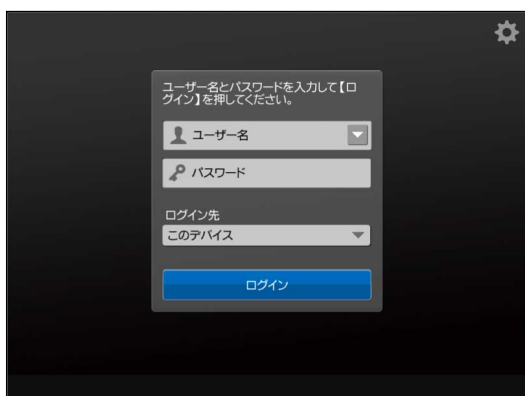 ユーザー名とパスワードを入力して【ロ
グイン】を押してください。
ユーザー名
パスワード
ログイン先
このデバイス
ログイン